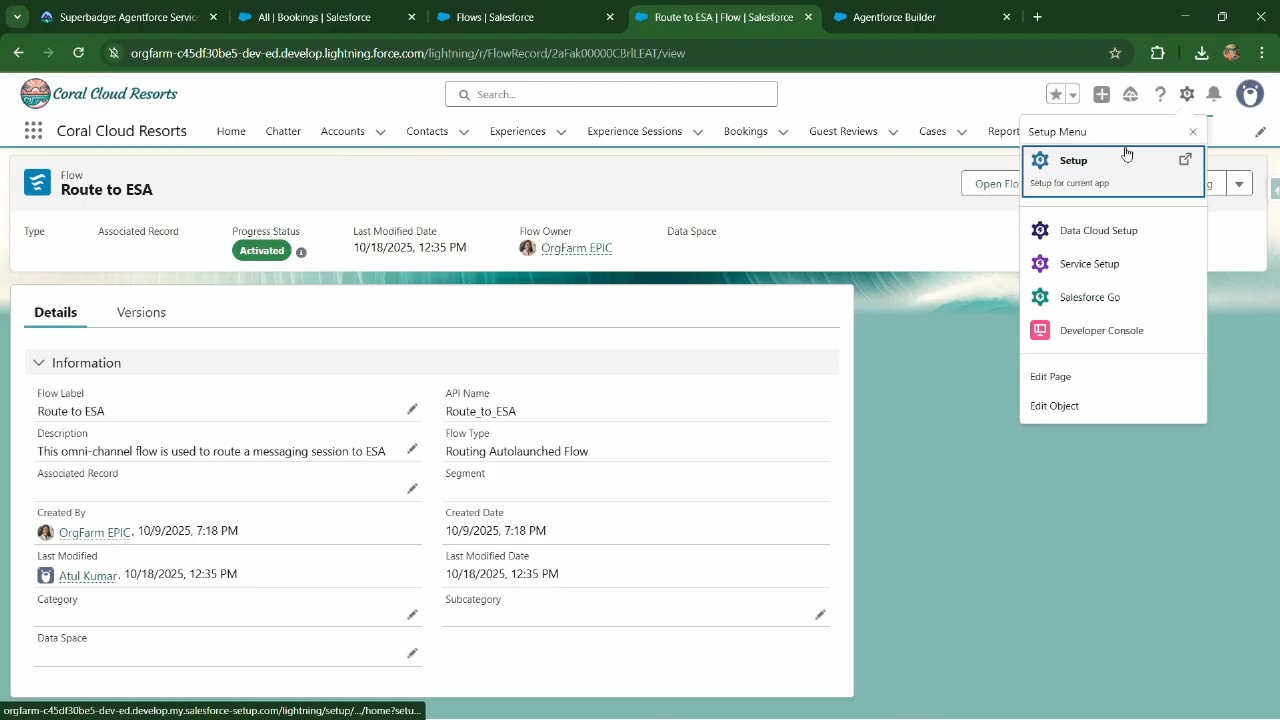 Superbadge: Agentforce Servic
All | Bookings | Salesforce
Flows | Salesforce
Route to ESA | Flow | Salesforce
Agentforce Builder
orgfarm-c45df30be5-dev-ed.develop.lightning.force.com/lightning/r/FlowRecord/2aFak00000CBrlLEAT/view
Coral Cloud Resorts
Search...
Coral Cloud Resorts
Home
Chatter
Accounts
Contacts
Experiences
Experience Sessions
Bookings
Guest Reviews
Cases
Report
Setup Menu
Setup
Setup for current app
Data Cloud Setup
Service Setup
Salesforce Go
Developer Console
Edit Page
Edit Object
Flow
Route to ESA
Open Flo
g
Type
Associated Record
Progress Status
Activated
Last Modified Date
10/18/2025, 12:35 PM
Flow Owner
OrgFarm EPIC
Data Space
Details
Versions
Information
Flow Label
Route to ESA
API Name
Route_to_ESA
Description
This omni-channel flow is used to route a messaging session to ESA
Flow Type
Routing Autolaunched Flow
Associated Record
Segment
Created By
OrgFarm EPIC, 10/9/2025, 7:18 PM
Created Date
10/9/2025, 7:18 PM
Last Modified
Atul Kumar, 10/18/2025, 12:35 PM
Last Modified Date
10/18/2025, 12:35 PM
Category
Subcategory
Data Space
orgfarm-c45df30be5-dev-ed.develop.my.salesforce-setup.com/lightning/setup/.../home?setu...